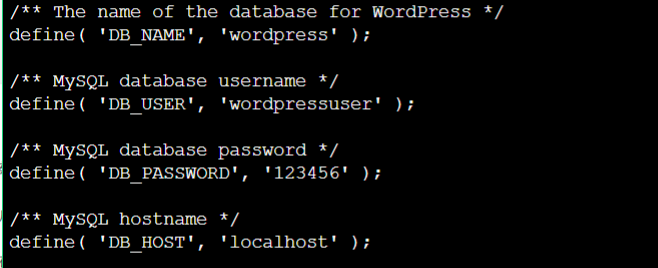 /** The name of the database for WordPress */
define( 'DB_NAME', 'wordpress' );
/** MySQL database username */
define( 'DB_USER', 'wordpressuser' );
/** MySQL database password */
define( 'DB_PASSWORD', '123456' );
/** MySQL hostname */
define( 'DB_HOST', 'localhost' );